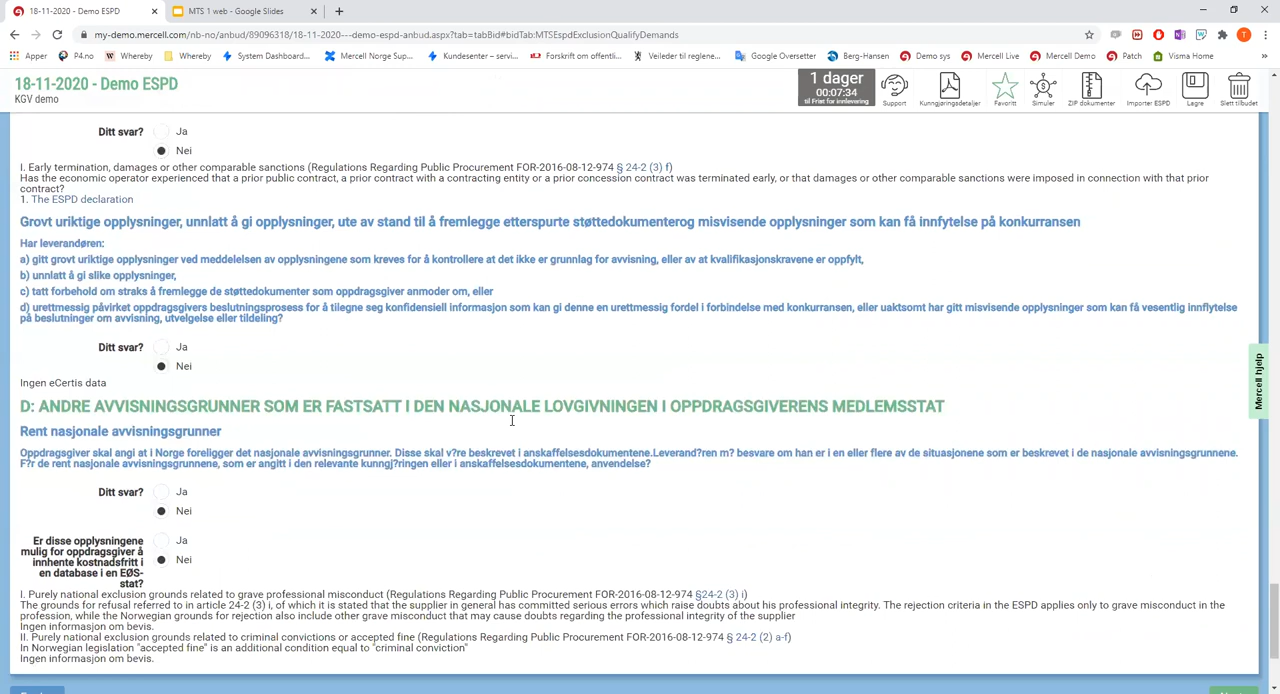 18-11-2020 - Demo ESPD
MTS 1 web - Google Slides
my-demo.mercell.com/nb-no/anbud/89096318/18-11-2020---demo-espd-anbud.aspx?tab=tabBid#bidTab:MTSEspdExclusionQualifyDemands
Apper P4.no Whereby Whereby System Dashboard... Mercell Norge Sup... Kundesenter – servi... Forskrift om offentli... Veileder til reglene... Google Oversetter Berg-Hansen Demo sys Mercell Live Mercell Demo Patch Visma Home »
18-11-2020 - Demo ESPD
KGV demo
1 dager
00:07:34
til Frist for innlevering
Support
Kunngjøringsdetaljer
Favoritt
Simuler
ZIP dokumenter
Importer ESPD
Lagre
Slett tilbudet
Ditt svar? Ja
Nei
I. Early termination, damages or other comparable sanctions (Regulations Regarding Public Procurement FOR-2016-08-12-974 § 24-2 (3) f)
Has the economic operator experienced that a prior public contract, a prior contract with a contracting entity or a prior concession contract was terminated early, or that damages or other comparable sanctions were imposed in connection with that prior
contract?
1. The ESPD declaration
Grovt uriktige opplysninger, unnlatt å gi opplysninger, ute av stand til å fremlegge etterspurte støttedokumenterog misvisende opplysninger som kan få innfytelse på konkurransen
Har leverandøren:
a) gitt grovt uriktige opplysninger ved meddelelsen av opplysningene som kreves for å kontrollere at det ikke er grunnlag for avvisning, eller av at kvalifikasjonskravene er oppfylt,
b) unnlatt å gi slike opplysninger,
c) tatt forbehold om straks å fremlegge de støttedokumenter som oppdragsgiver anmoder om, eller
d) urettmessig påvirket oppdragsgivers beslutningsprosess for å tilegne seg konfidensiell informasjon som kan gi denne en urettmessig fordel i forbindelse med konkurransen, eller uaktsomt har gitt misvisende opplysninger som kan få vesentlig innflytelse
på beslutninger om avvisning, utvelgelse eller tildeling?
Ditt svar? Ja
Nei
Ingen eCertis data
D: ANDRE AVVISNINGSGRUNNER SOM ER FASTSATT I DEN NASJONALE LOVGIVNINGEN I OPPDRAGSGIVERENS MEDLEMSSTAT
Rent nasjonale avvisningsgrunner
Oppdragsgiver skal angi at i Norge foreligger det nasjonale avvisningsgrunner. Disse skal v?re beskrevet i anskaffelsesdokumentene.Leverand?ren m? besvare om han er i en eller flere av de situasjonene som er beskrevet i de nasjonale avvisningsgrunnene.
F?r de rent nasjonale avvisningsgrunnene, som er angitt i den relevante kunngj?ringen eller i anskaffelsesdokumentene, anvendelse?
Ditt svar? Ja
Nei
Er disse opplysningene Ja
mulig for oppdragsgiver å
innhente kostnadsfritt i Nei
en database i en EØS-
stat?
I. Purely national exclusion grounds related to grave professional misconduct (Regulations Regarding Public Procurement FOR-2016-08-12-974 §24-2 (3) i)
The grounds for refusal referred to in article 24-2 (3) i, of which it is stated that the supplier in general has committed serious errors which raise doubts about his professional integrity. The rejection criteria in the ESPD applies only to grave misconduct in the
profession, while the Norwegian grounds for rejection also include other grave misconduct that may cause doubts regarding the professional integrity of the supplier
Ingen informasjon om bevis.
II. Purely national exclusion grounds related to criminal convictions or accepted fine (Regulations Regarding Public Procurement FOR-2016-08-12-974 § 24-2 (2) a-f)
In Norwegian legislation "accepted fine" is an additional condition equal to "criminal conviction"
Ingen informasjon om bevis.
Mercell hjelp